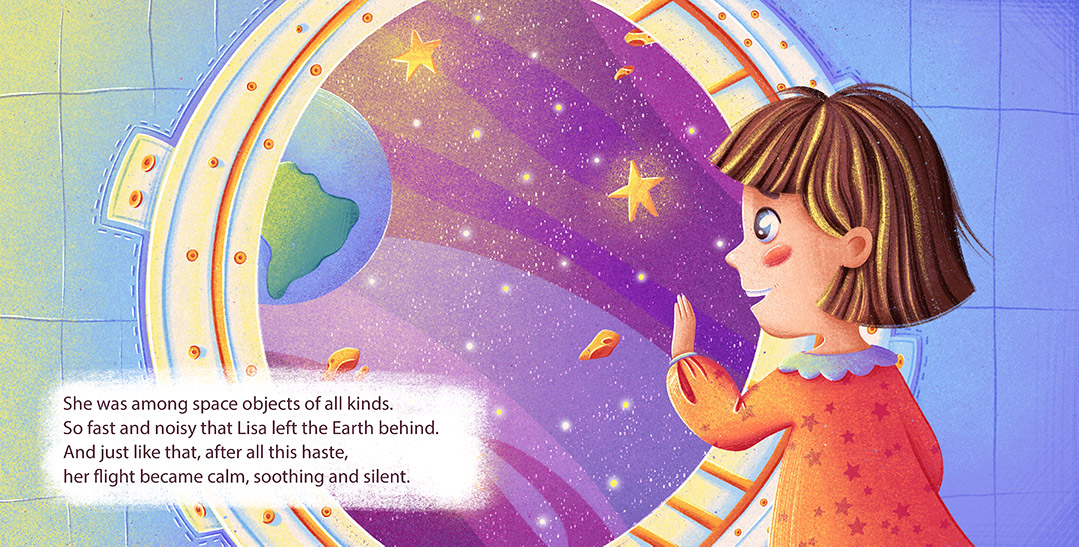 She was among space objects of all kinds.
So fast and noisy that Lisa left the Earth behind.
And just like that, after all this haste,
her flight became calm, soothing and silent.